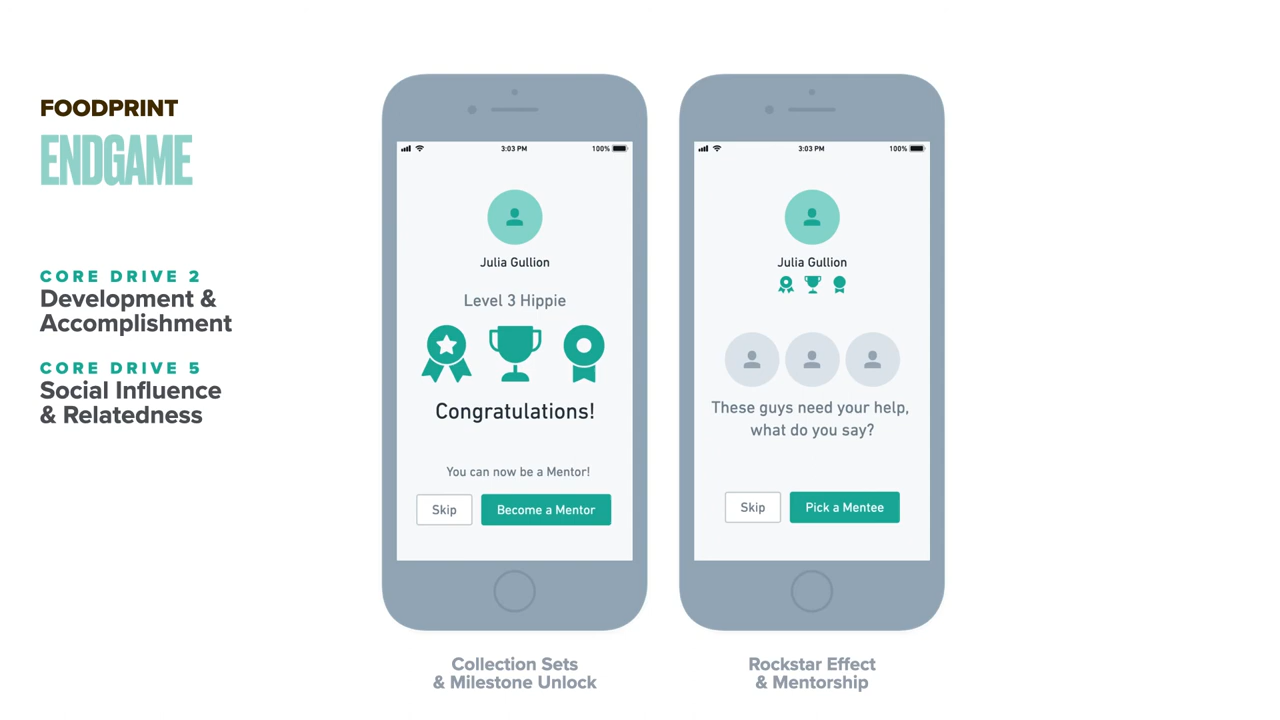 FOODPRINT
ENDGAME
CORE DRIVE 2
Development &
Accomplishment
CORE DRIVE 5
Social Influence
& Relatedness
3:03 PM
100%
Julia Gullion
Level 3 Hippie
Congratulations!
You can now be a Mentor!
Skip
Become a Mentor
Collection Sets
& Milestone Unlock
3:03 PM
100%
Julia Gullion
These guys need your help,
what do you say?
Skip
Pick a Mentee
Rockstar Effect
& Mentorship